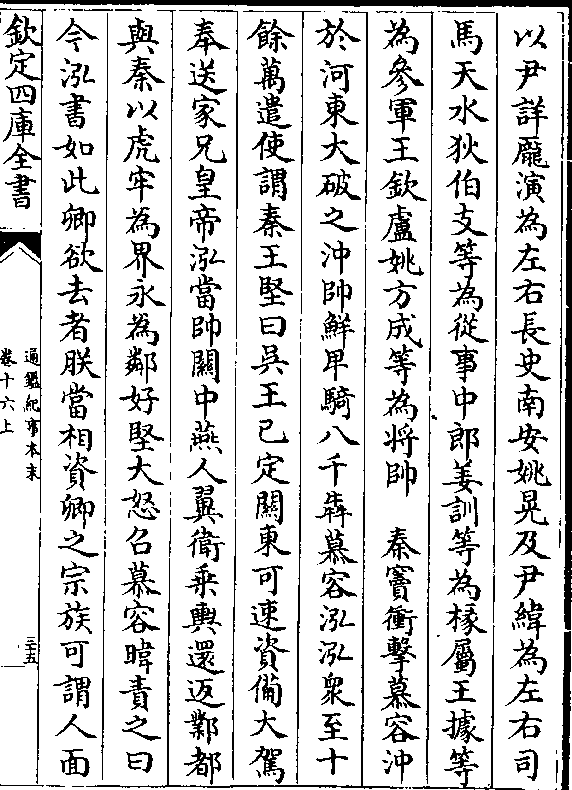 以尹詳龎演為左右長史南安姚晃及尹緯為左右司
馬天水狄伯支等為從事中郎姜訓等為掾屬王據等
為參軍王欽盧姚方成等為将帥　秦竇衝擊慕容沖
於河東大破之沖帥鮮卑騎八千犇慕容泓泓衆至十
餘萬遣使謂秦王堅曰吳王已定關東可速資備大駕
奉送家兄皇帝泓當帥關中燕人翼衛乗輿還返鄴都
與秦以虎牢為界永為鄰好堅大怒召慕容暐責之曰
今泓書如此卿欲去者朕當相資卿之宗族可謂人面
欽定四庫全書
通鑑紀事本末
卷十六上
三十五